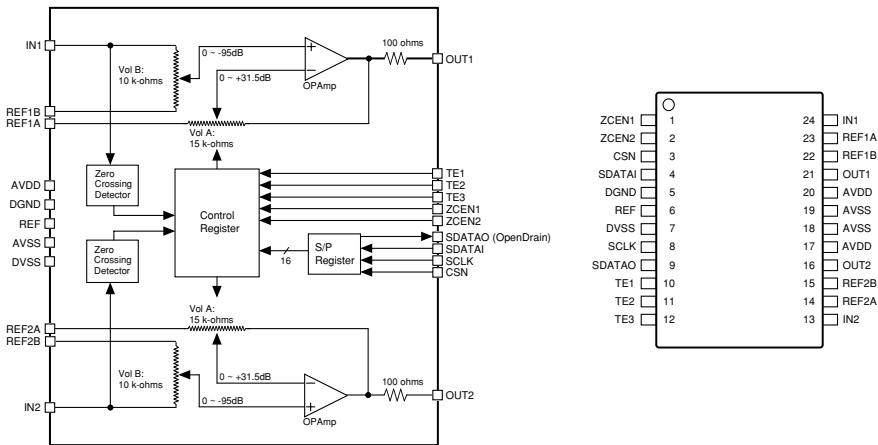 IN1
Vol B:
10 k-ohms
0 ~ -95dB
0 ~ +31.5dB
+
−
OPAmp
100 ohms
OUT1
REF1B
REF1A
Vol A:
15 k-ohms
Zero
Crossing
Detector
AVDD
DGND
REF
AVSS
DVSS
Control
Register
TE1
TE2
TE3
ZCEN1
ZCEN2
S/P
Register
16
SDATAO (OpenDrain)
SDATAI
SCLK
CSN
Zero
Crossing
Detector
Vol A:
15 k-ohms
REF2A
REF2B
Vol B:
10 k-ohms
0 ~ +31.5dB
0 ~ -95dB
−
+
OPAmp
100 ohms
OUT2
IN2
ZCEN1 1 24 IN1
ZCEN2 2 23 REF1A
CSN 3 22 REF1B
SDATAI 4 21 OUT1
DGND 5 20 AVDD
REF 6 19 AVSS
DVSS 7 18 AVSS
SCLK 8 17 AVDD
SDATAO 9 16 OUT2
TE1 10 15 REF2B
TE2 11 14 REF2A
TE3 12 13 IN2